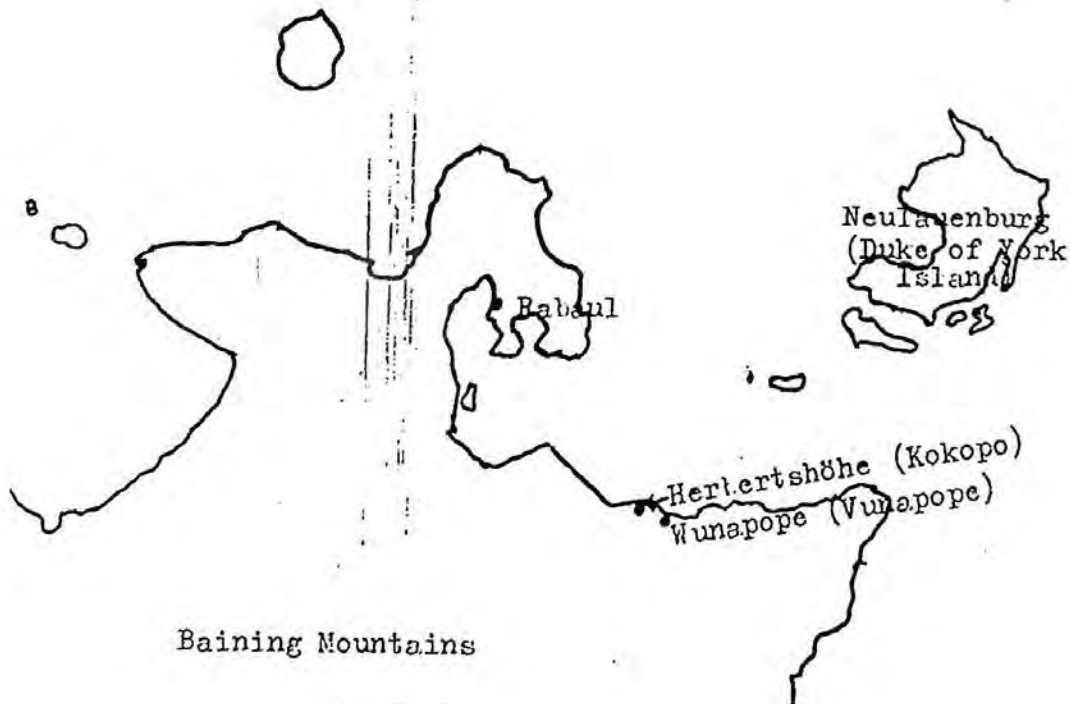 Neulauenburg
(Duke of York
Island)
Rabaul
Herbertshöhe (Kokopo)
Wunapope (Vunapope)
Baining Mountains